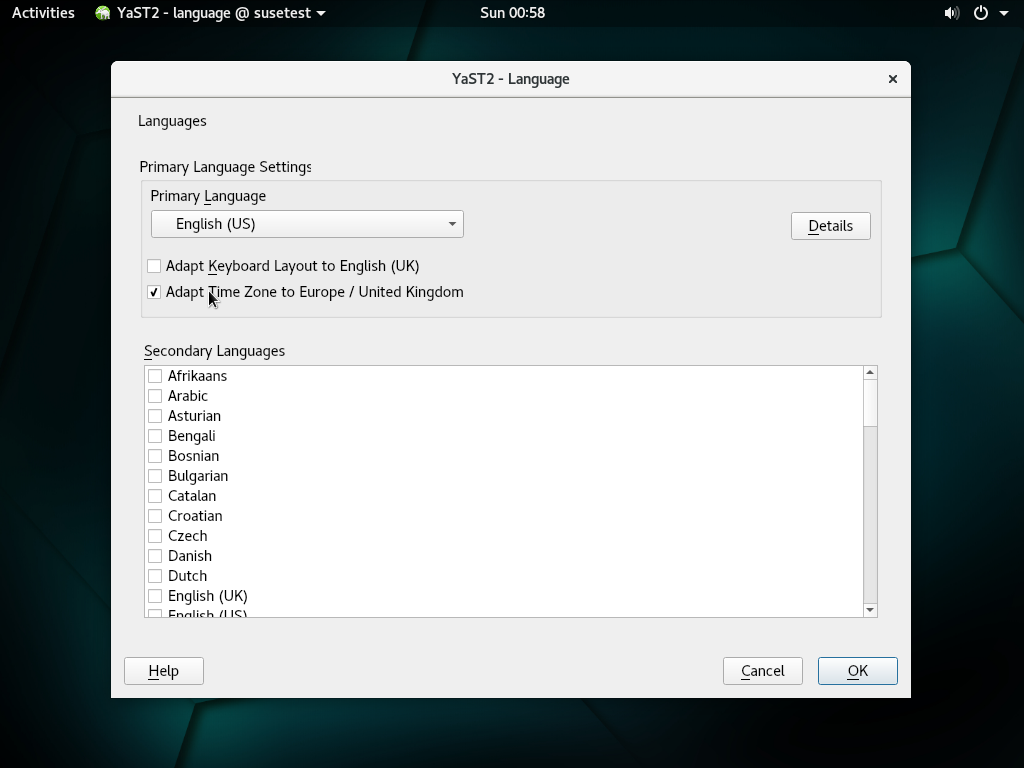 Activities
YaST2 - language @ susetest
Sun 00:58
YaST2 - Language
Languages
Primary Language Settings
Primary Language
English (US)
Details
Adapt Keyboard Layout to English (UK)
Adapt Time Zone to Europe / United Kingdom
Secondary Languages
Afrikaans
Arabic
Asturian
Bengali
Bosnian
Bulgarian
Catalan
Croatian
Czech
Danish
Dutch
English (UK)
English (US)
Help
Cancel
OK